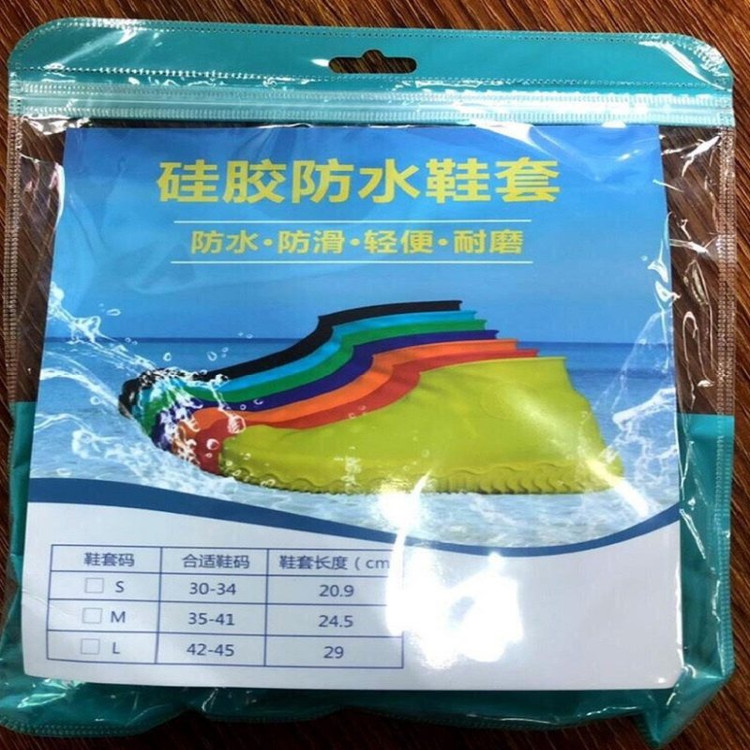 硅胶防水鞋套
防水·防滑·轻便·耐磨
鞋套码 合适鞋码 鞋套长度(cm
S 30-34 20.9
M 35-41 24.5
L 42-45 29